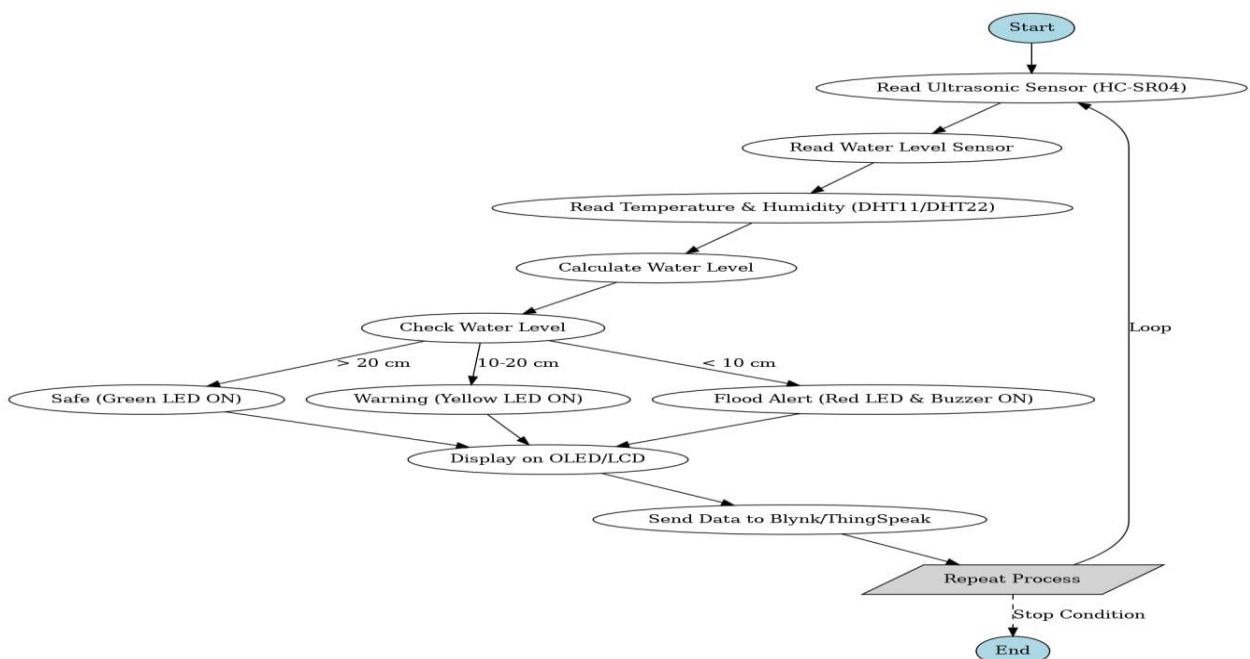 Start
Read Ultrasonic Sensor (HC-SR04)
Read Water Level Sensor
Read Temperature & Humidity (DHT11/DHT22)
Calculate Water Level
Check Water Level
Loop
> 20 cm
10-20 cm
< 10 cm
Safe (Green LED ON)
Warning (Yellow LED ON)
Flood Alert (Red LED & Buzzer ON)
Display on OLED/LCD
Send Data to Blynk/ThingSpeak
Repeat Process
Stop Condition
End